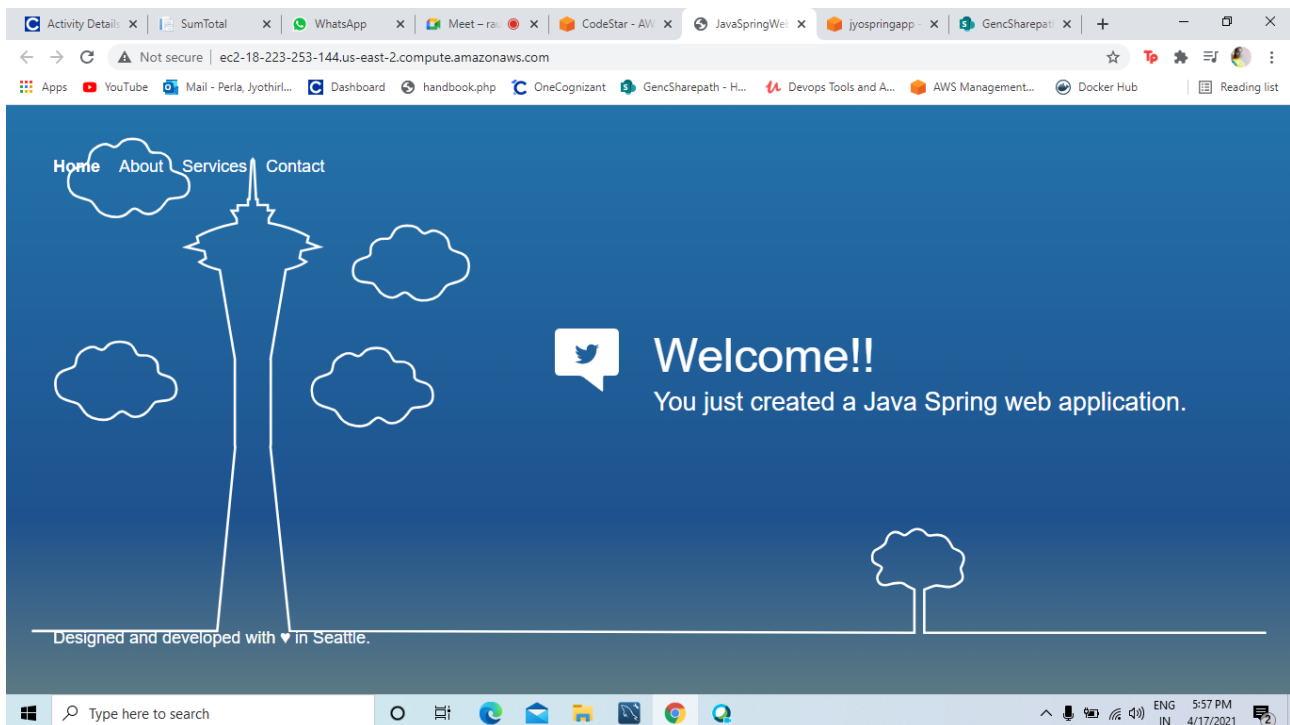 Activity Details
SumTotal
WhatsApp
Meet – rau
CodeStar - AW
JavaSpringWeb
jyospringapp -
GencSharepat
Not secure | ec2-18-223-253-144.us-east-2.compute.amazonaws.com
Apps YouTube Mail - Perla, Jyothirl... Dashboard handbook.php OneCognizant GencSharepath - H... Devops Tools and A... AWS Management... Docker Hub Reading list
Home About Services Contact
Welcome!!
You just created a Java Spring web application.
Designed and developed with ♥ in Seattle.
Type here to search
ENG 5:57 PM
IN 4/17/2021
2